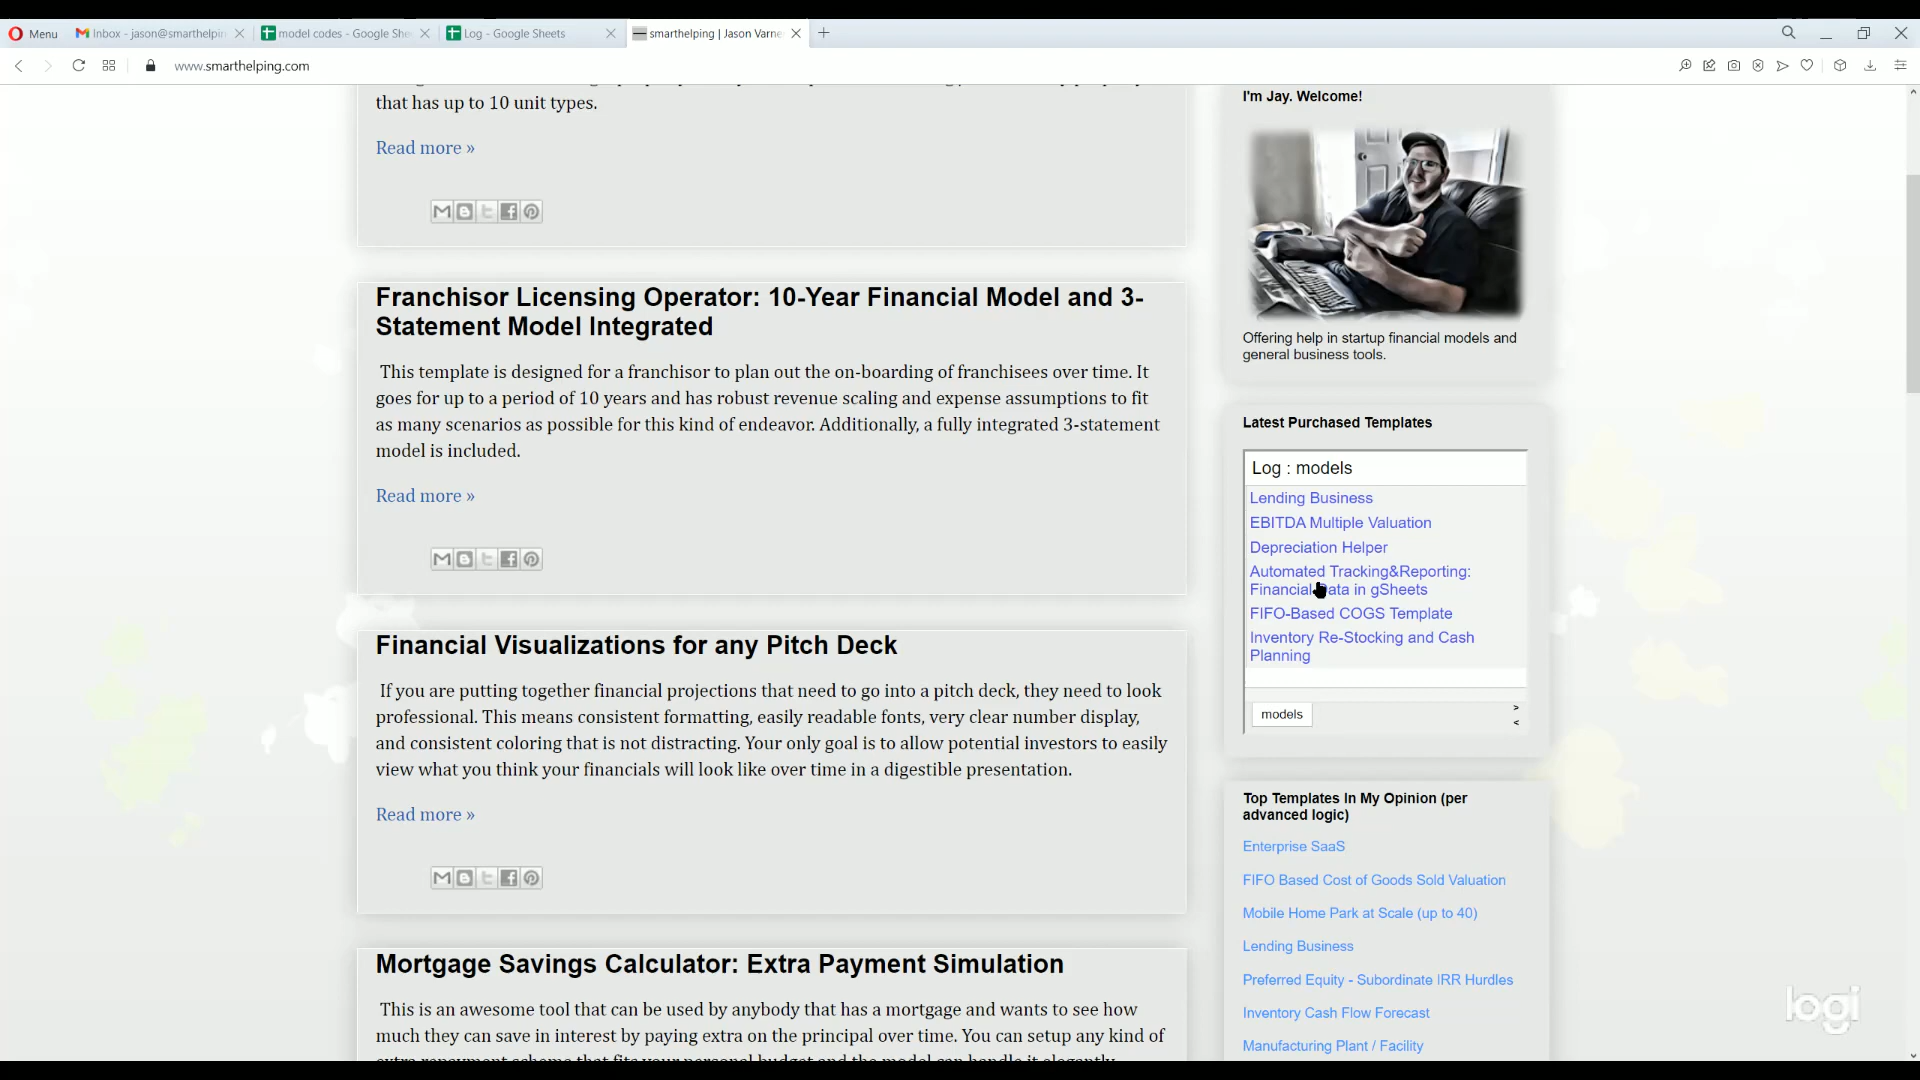 Menu
Inbox - jason@smarthelpin
model codes - Google She
Log - Google Sheets
smarthelping | Jason Varne
www.smarthelping.com
that has up to 10 unit types.
Read more »
Franchisor Licensing Operator: 10-Year Financial Model and 3-
Statement Model Integrated
This template is designed for a franchisor to plan out the on-boarding of franchisees over time. It
goes for up to a period of 10 years and has robust revenue scaling and expense assumptions to fit
as many scenarios as possible for this kind of endeavor. Additionally, a fully integrated 3-statement
model is included.
Read more »
Financial Visualizations for any Pitch Deck
If you are putting together financial projections that need to go into a pitch deck, they need to look
professional. This means consistent formatting, easily readable fonts, very clear number display,
and consistent coloring that is not distracting. Your only goal is to allow potential investors to easily
view what you think your financials will look like over time in a digestible presentation.
Read more »
Mortgage Savings Calculator: Extra Payment Simulation
This is an awesome tool that can be used by anybody that has a mortgage and wants to see how
much they can save in interest by paying extra on the principal over time. You can setup any kind of
I'm Jay. Welcome!
Offering help in startup financial models and
general business tools.
Latest Purchased Templates
Log : models
Lending Business
EBITDA Multiple Valuation
Depreciation Helper
Automated Tracking&Reporting:
Financial Data in gSheets
FIFO-Based COGS Template
Inventory Re-Stocking and Cash
Planning
models
Top Templates In My Opinion (per
advanced logic)
Enterprise SaaS
FIFO Based Cost of Goods Sold Valuation
Mobile Home Park at Scale (up to 40)
Lending Business
Preferred Equity - Subordinate IRR Hurdles
Inventory Cash Flow Forecast
Manufacturing Plant / Facility
logi